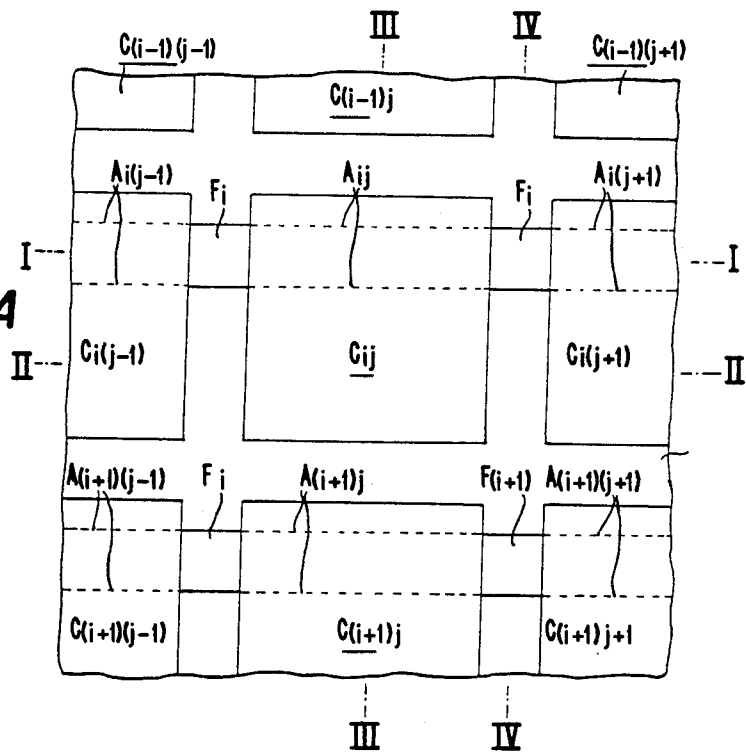 III IV
C(i−1)(j−1) C(i−1)j C(i−1)(j+1)
Ai(j−1) Fi Aij Fi Ai(j+1)
I I
A
Ci(j−1) Cij Ci(j+1)
II II
A(i+1)(j−1) Fi A(i+1)j F(i+1) A(i+1)(j+1)
C(i+1)(j−1) C(i+1)j C(i+1)j+1
III IV